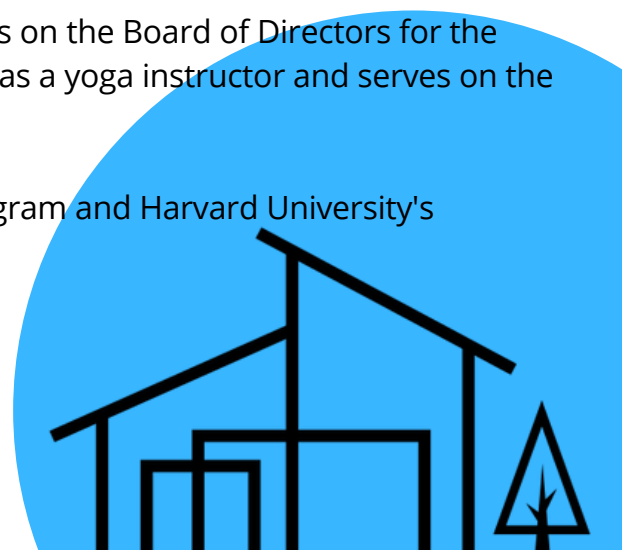 s on the Board of Directors for the
as a yoga instructor and serves on the
gram and Harvard University's